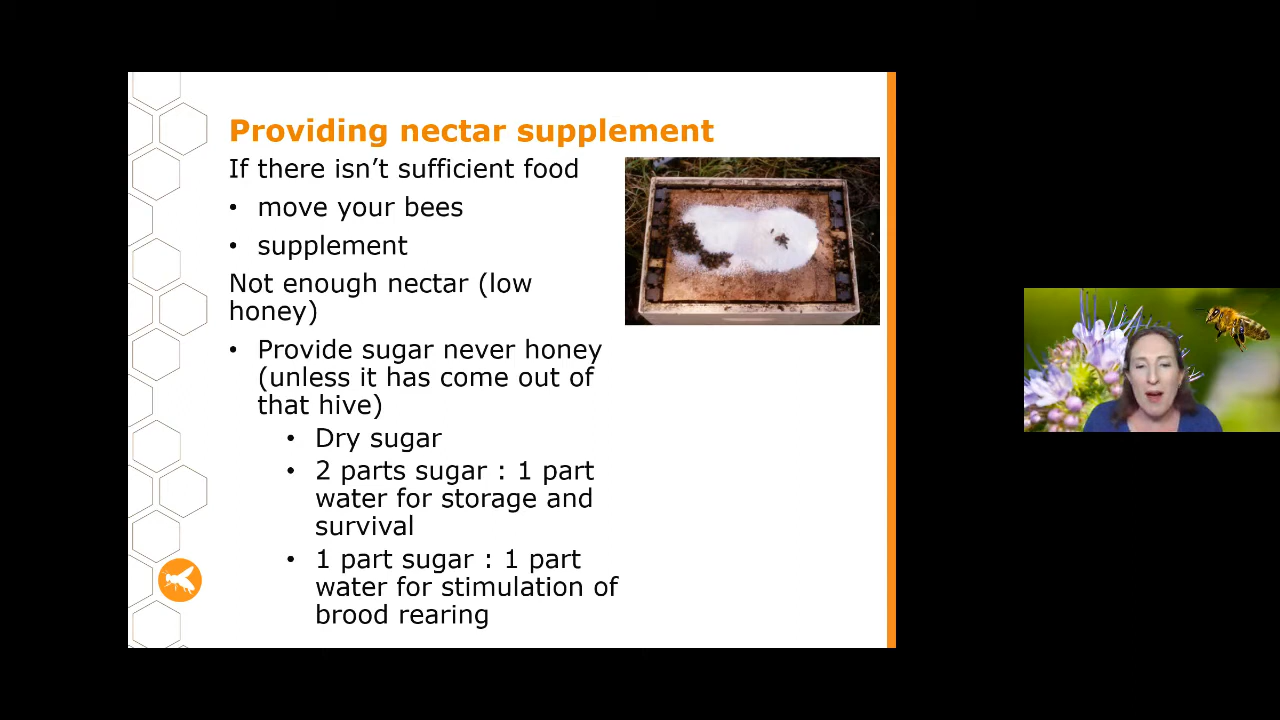 Providing nectar supplement
If there isn’t sufficient food
• move your bees
• supplement
Not enough nectar (low
honey)
• Provide sugar never honey
(unless it has come out of
that hive)
• Dry sugar
• 2 parts sugar : 1 part
water for storage and
survival
• 1 part sugar : 1 part
water for stimulation of
brood rearing